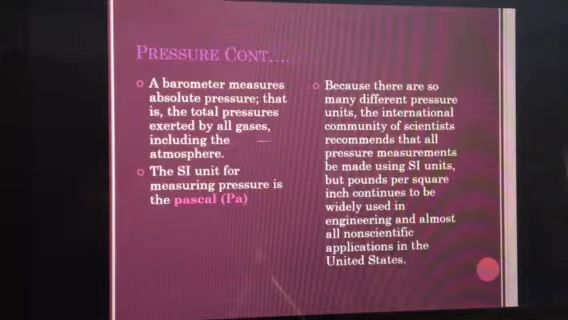 PRESSURE CONT....
A barometer measures
absolute pressure; that
is, the total pressures
exerted by all gases,
including the
atmosphere.
The SI unit for
measuring pressure is
the pascal (Pa)
Because there are so
many different pressure
units, the international
community of scientists
recommends that all
pressure measurements
be made using SI units,
but pounds per square
inch continues to be
widely used in
engineering and almost
all nonscientific
applications in the
United States.